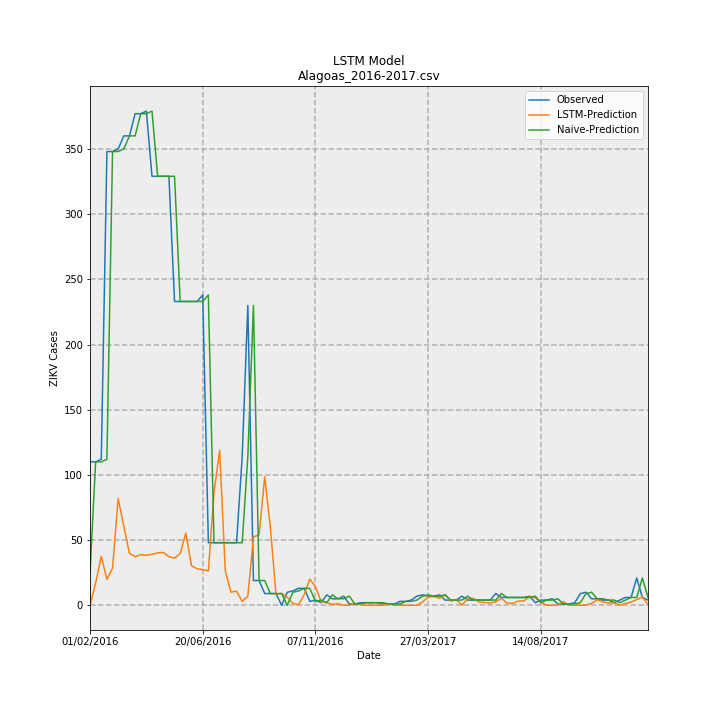 LSTM Model
Alagoas_2016-2017.csv
Observed
LSTM-Prediction
Naive-Prediction
ZIKV Cases
350
300
250
200
150
100
50
0
01/02/2016 20/06/2016 07/11/2016 27/03/2017 14/08/2017
Date